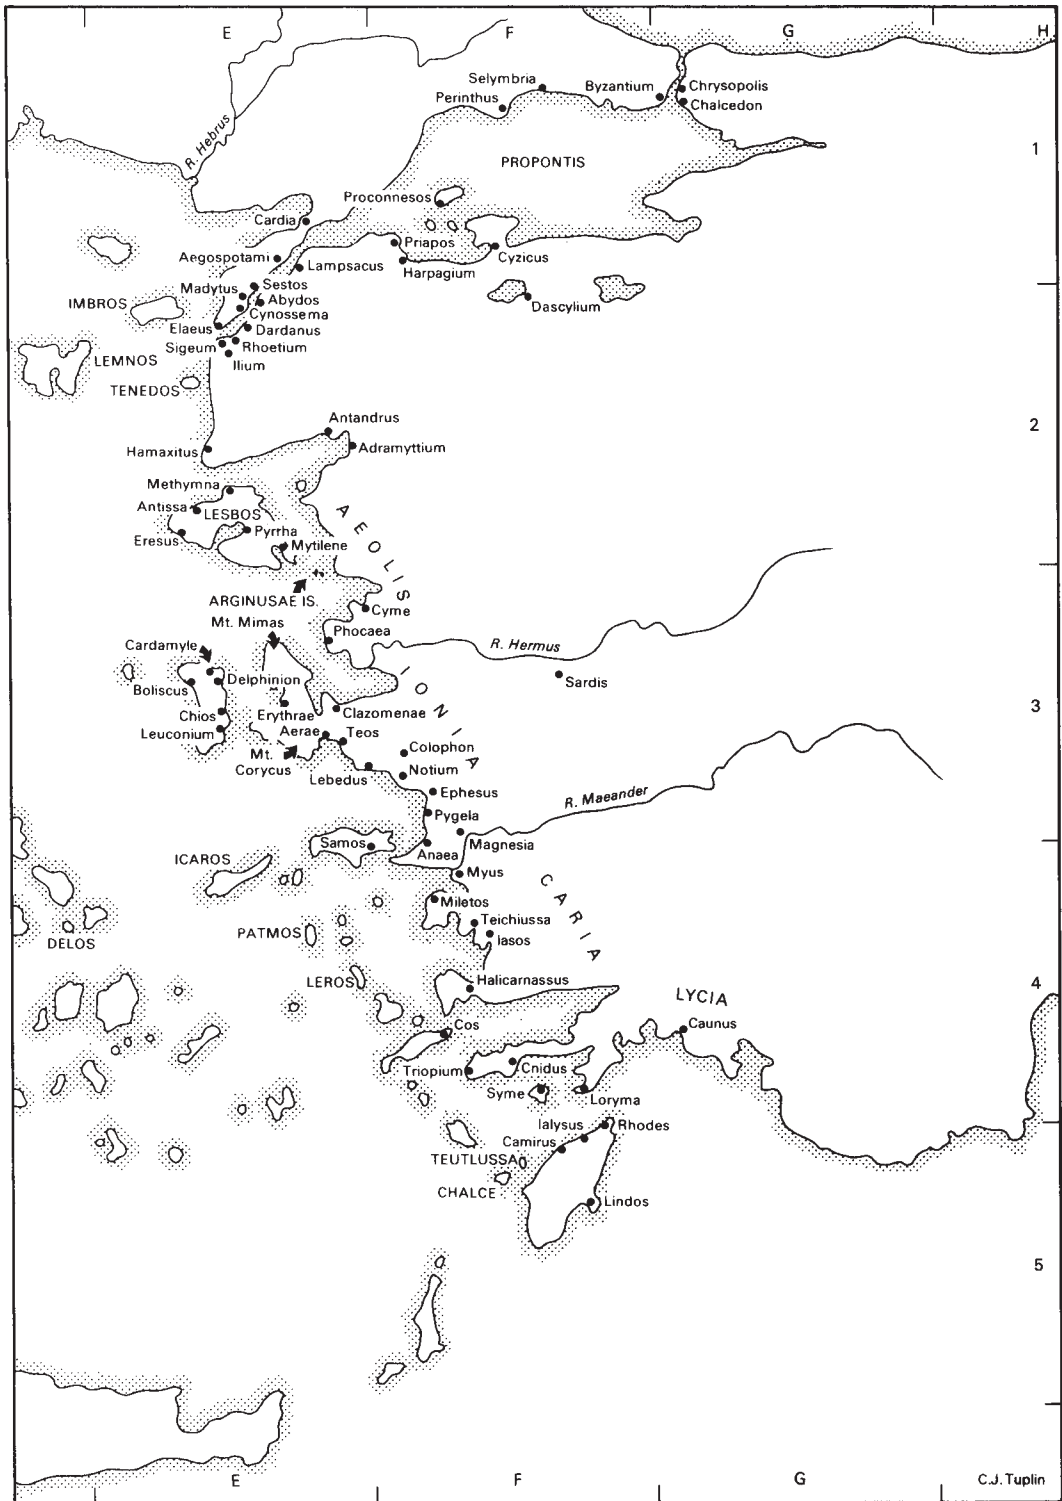 E
F
G
H
Selymbria
Byzantium
Chrysopolis
Perinthus
Chalcedon
R. Hebrus
1
PROPONTIS
Proconnesos
Cardia
Priapos
Aegospotami
Cyzicus
Lampsacus
Harpagium
Madytus
Sestos
IMBROS
Abydos
Dascylium
Cynossema
Elaeus
Dardanus
Sigeum
Rhoetium
LEMNOS
Ilium
TENEDOS
Antandrus
2
Hamaxitus
Adramyttium
Methymna
Antissa
LESBOS
AEOLIS
Pyrrha
Eresus
Mytilene
ARGINUSAE IS.
Cyme
Mt. Mimas
Phocaea
Cardamyle
R. Hermus
Delphinion
IONIA
Sardis
Boliscus
Chios
Erythrae
Clazomenae
3
Leuconium
Aerae
Teos
Mt.
Corycus
Colophon
Lebedus
Notium
Ephesus
R. Maeander
Pygela
Samos
Magnesia
ICAROS
Anaea
Myus
CARIA
Miletos
Teichiussa
PATMOS
Iasos
DELOS
LEROS
Halicarnassus
4
LYCIA
Cos
Caunus
Triopium
Cnidus
Syme
Loryma
Ialysus
Rhodes
Camirus
TEUTLUSSA
CHALCE
Lindos
5
E
F
G
C.J. Tuplin